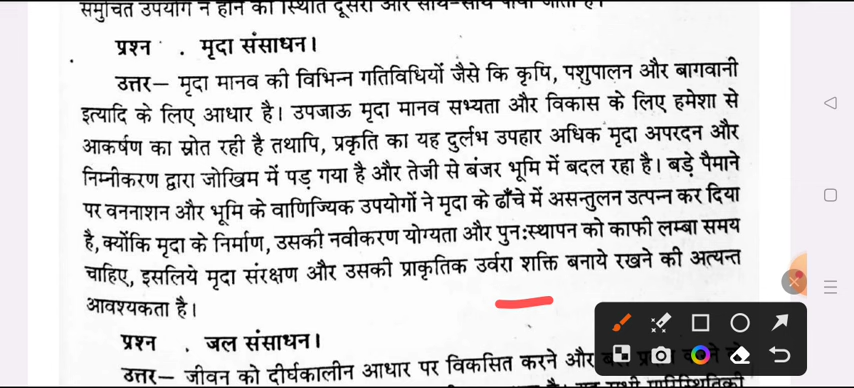 समुचित उपयोग न होने की स्थिति दूसरी ओर साथ-साथ पायी जाती है।
प्रश्न . मृदा संसाधन।
उत्तर– मृदा मानव की विभिन्न गतिविधियों जैसे कि कृषि, पशुपालन और बागवानी
इत्यादि के लिए आधार है। उपजाऊ मृदा मानव सभ्यता और विकास के लिए हमेशा से
आकर्षण का स्रोत रही है तथापि, प्रकृति का यह दुर्लभ उपहार अधिक मृदा अपरदन और
निम्नीकरण द्वारा जोखिम में पड़ गया है और तेजी से बंजर भूमि में बदल रहा है। बड़े पैमाने
पर वननाशन और भूमि के वाणिज्यिक उपयोगों ने मृदा के ढाँचे में असन्तुलन उत्पन्न कर दिया
है, क्योंकि मृदा के निर्माण, उसकी नवीकरण योग्यता और पुनःस्थापन को काफी लम्बा समय
चाहिए, इसलिये मृदा संरक्षण और उसकी प्राकृतिक उर्वरा शक्ति बनाये रखने की अत्यन्त
आवश्यकता है।
प्रश्न . जल संसाधन।
उत्तर– जीवन को दीर्घकालीन आधार पर विकसित करने और